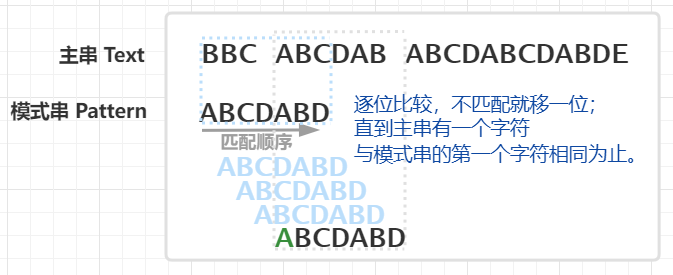 主串 Text BBC ABCDAB ABCDABCDABDE
模式串 Pattern ABCDABD
逐位比较，不匹配就移一位；
直到主串有一个字符
与模式串的第一个字符相同为止。
匹配顺序
ABCDABD
ABCDABD
ABCDABD
ABCDABD